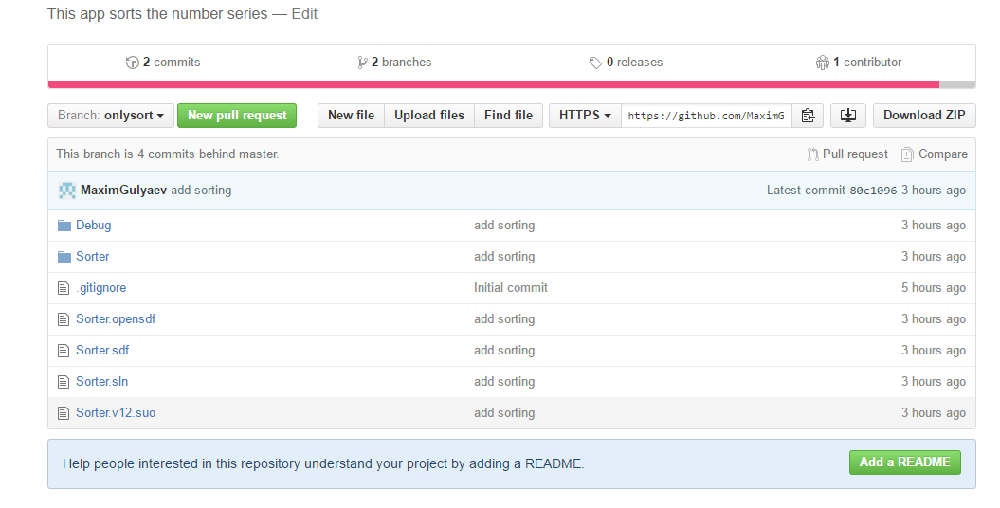 This app sorts the number series — Edit
2 commits 2 branches 0 releases 1 contributor
Branch: onlysort New pull request New file Upload files Find file HTTPS https://github.com/MaximG Download ZIP
This branch is 4 commits behind master. Pull request Compare
MaximGulyaev add sorting Latest commit 80c1096 3 hours ago
Debug add sorting 3 hours ago
Sorter add sorting 3 hours ago
.gitignore Initial commit 5 hours ago
Sorter.opensdf add sorting 3 hours ago
Sorter.sdf add sorting 3 hours ago
Sorter.sln add sorting 3 hours ago
Sorter.v12.suo add sorting 3 hours ago
Help people interested in this repository understand your project by adding a README. Add a README